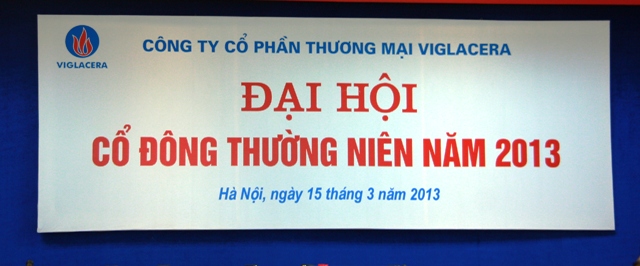 VIGLACERA
CÔNG TY CỔ PHẦN THƯƠNG MẠI VIGLACERA
ĐẠI HỘI
CỔ ĐÔNG THƯỜNG NIÊN NĂM 2013
Hà Nội, ngày 15 tháng 3 năm 2013